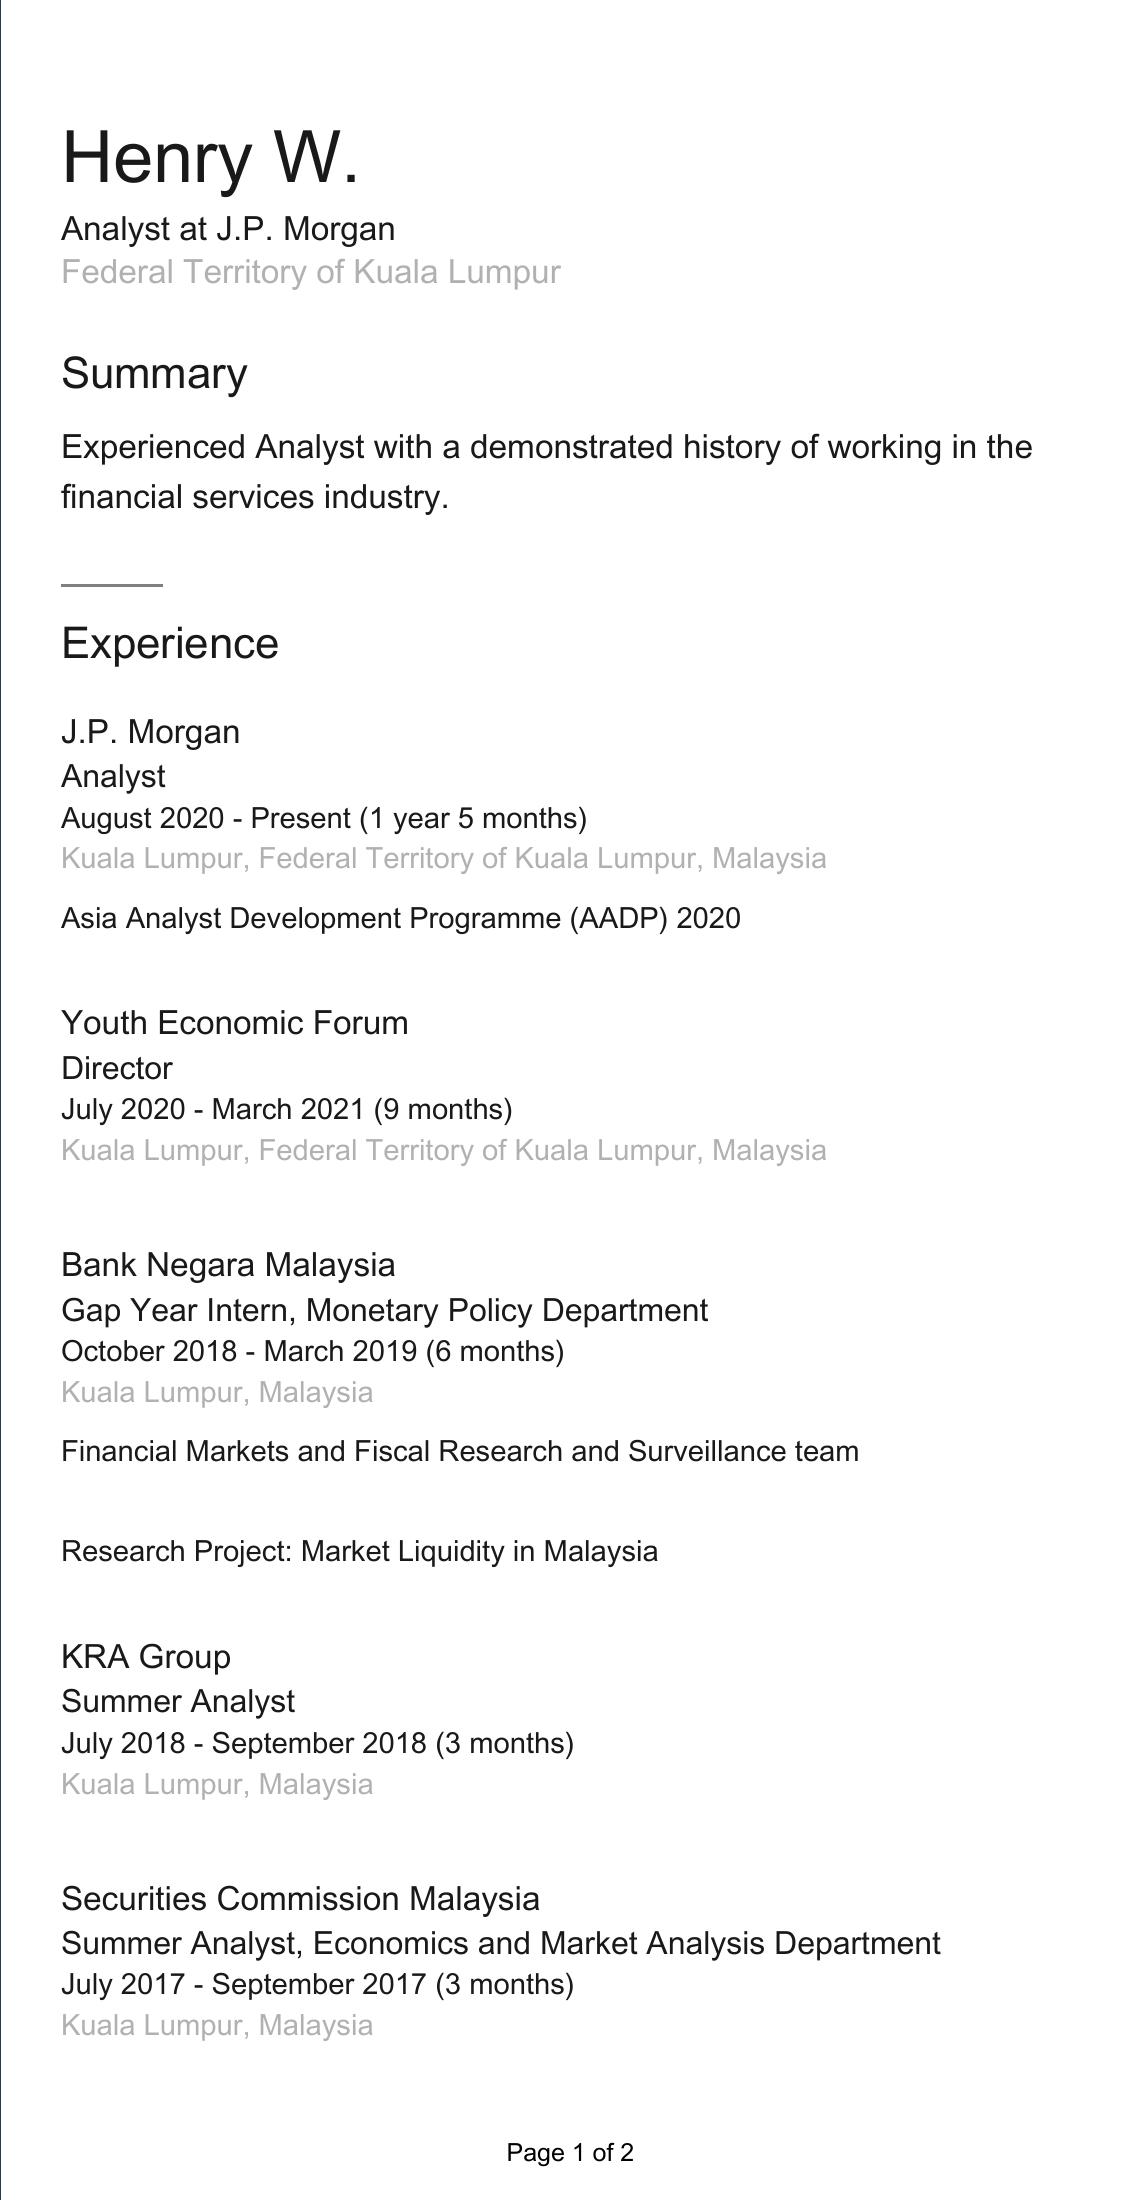 Henry W.
Analyst at J.P. Morgan
Federal Territory of Kuala Lumpur
Summary
Experienced Analyst with a demonstrated history of working in the
financial services industry.
Experience
J.P. Morgan
Analyst
August 2020 - Present (1 year 5 months)
Kuala Lumpur, Federal Territory of Kuala Lumpur, Malaysia
Asia Analyst Development Programme (AADP) 2020
Youth Economic Forum
Director
July 2020 - March 2021 (9 months)
Kuala Lumpur, Federal Territory of Kuala Lumpur, Malaysia
Bank Negara Malaysia
Gap Year Intern, Monetary Policy Department
October 2018 - March 2019 (6 months)
Kuala Lumpur, Malaysia
Financial Markets and Fiscal Research and Surveillance team
Research Project: Market Liquidity in Malaysia
KRA Group
Summer Analyst
July 2018 - September 2018 (3 months)
Kuala Lumpur, Malaysia
Securities Commission Malaysia
Summer Analyst, Economics and Market Analysis Department
July 2017 - September 2017 (3 months)
Kuala Lumpur, Malaysia
Page 1 of 2